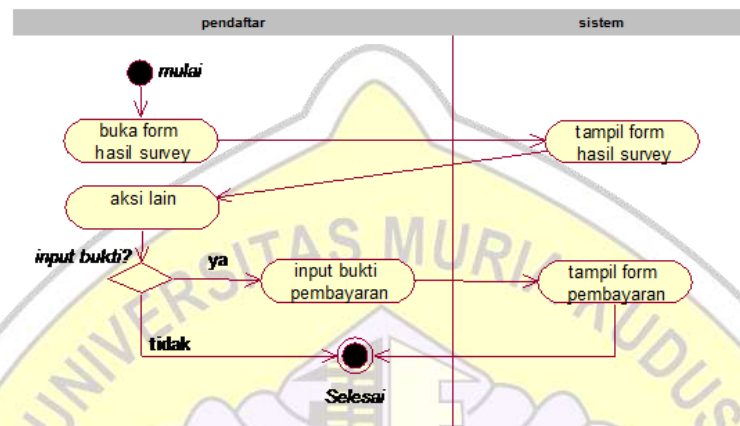 pendaftar
sistem
mulai
buka form
hasil survey
tampil form
hasil survey
aksi lain
input bukti?
ya
input bukti
pembayaran
tampil form
pembayaran
tidak
Selesai
UNIVERSITAS MURIA KUDUS